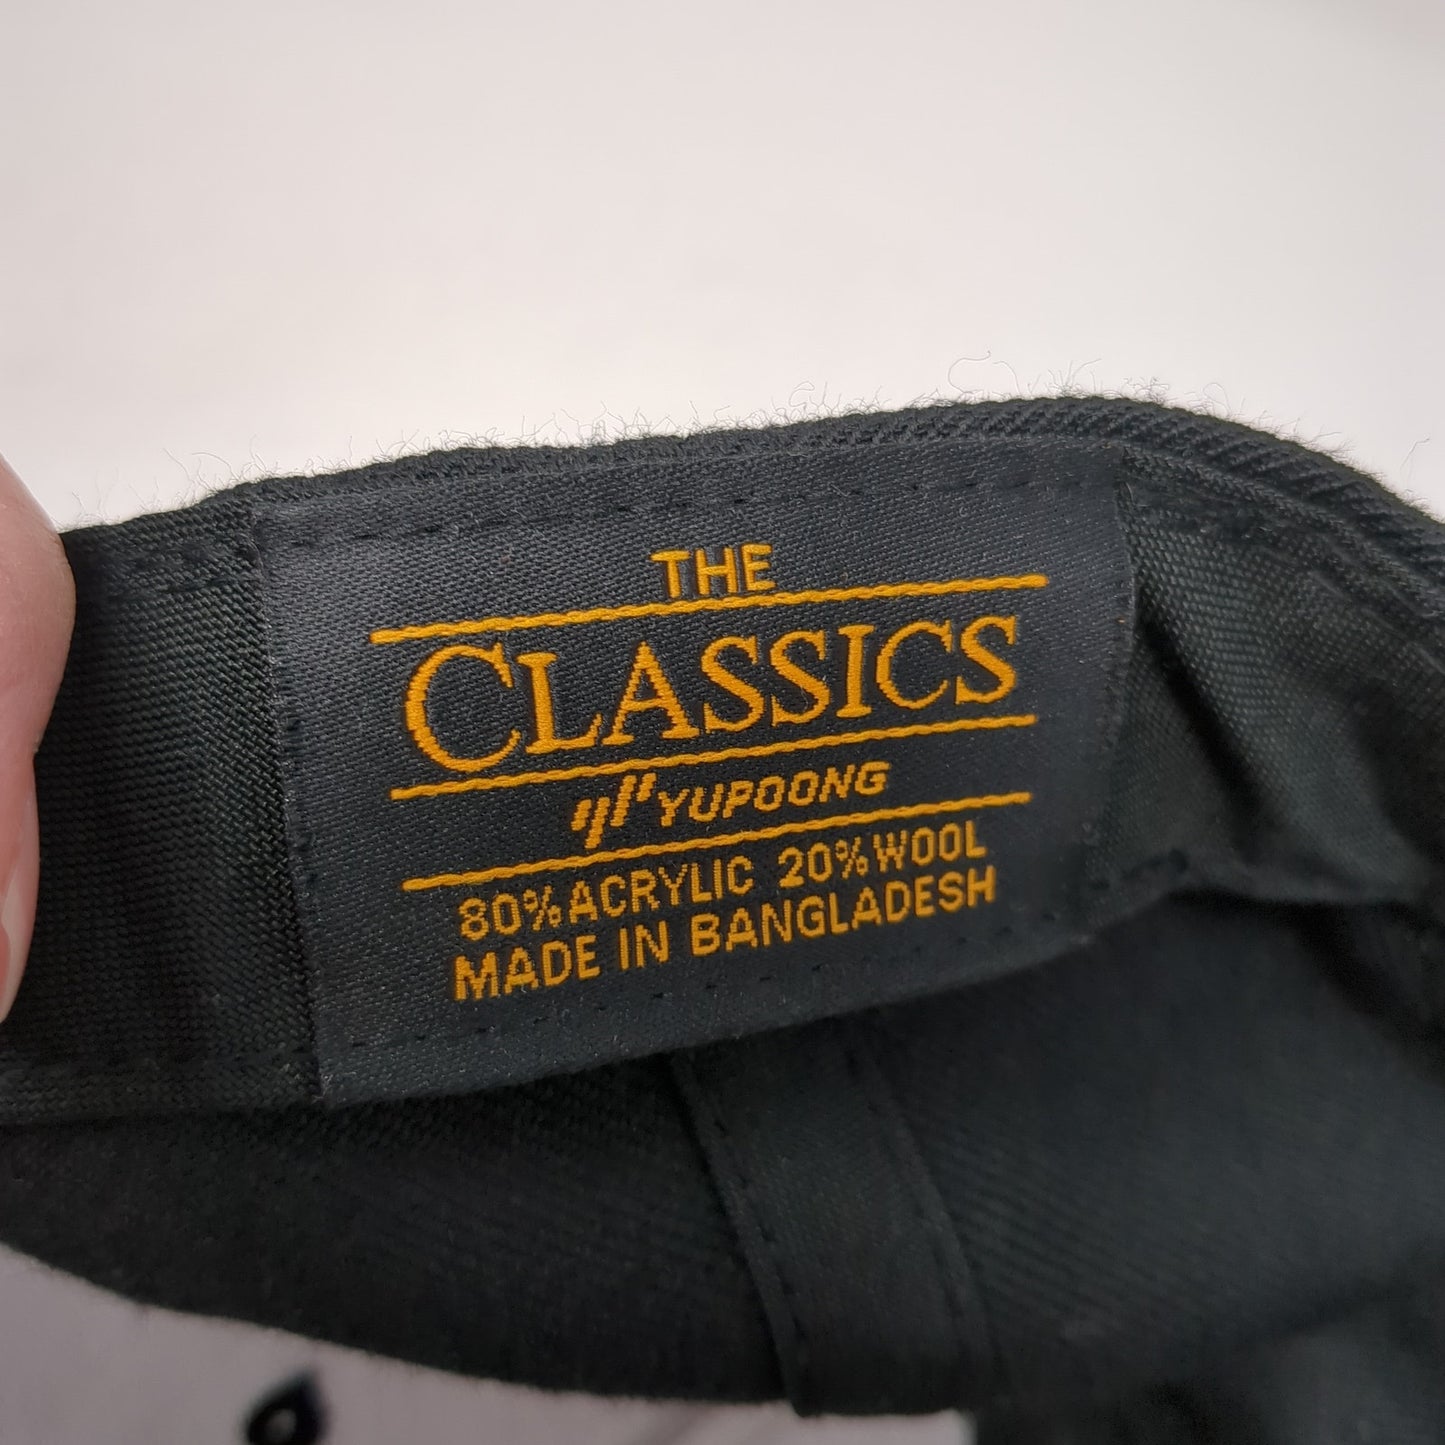 THE
CLASSICS
YUPOONG
80% ACRYLIC 20% WOOL
MADE IN BANGLADESH